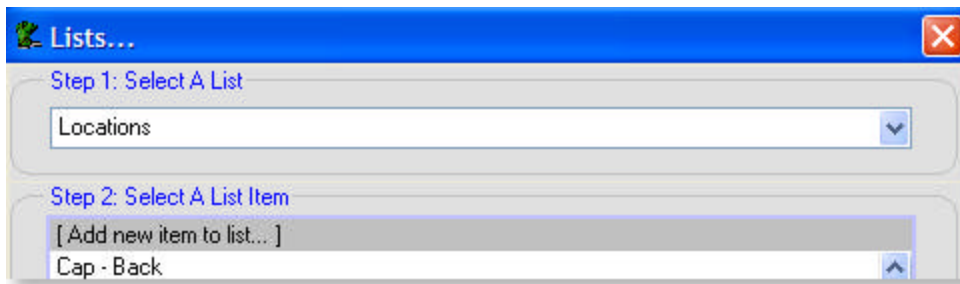 Lists...
Step 1: Select A List
Locations
Step 2: Select A List Item
[ Add new item to list... ]
Cap - Back